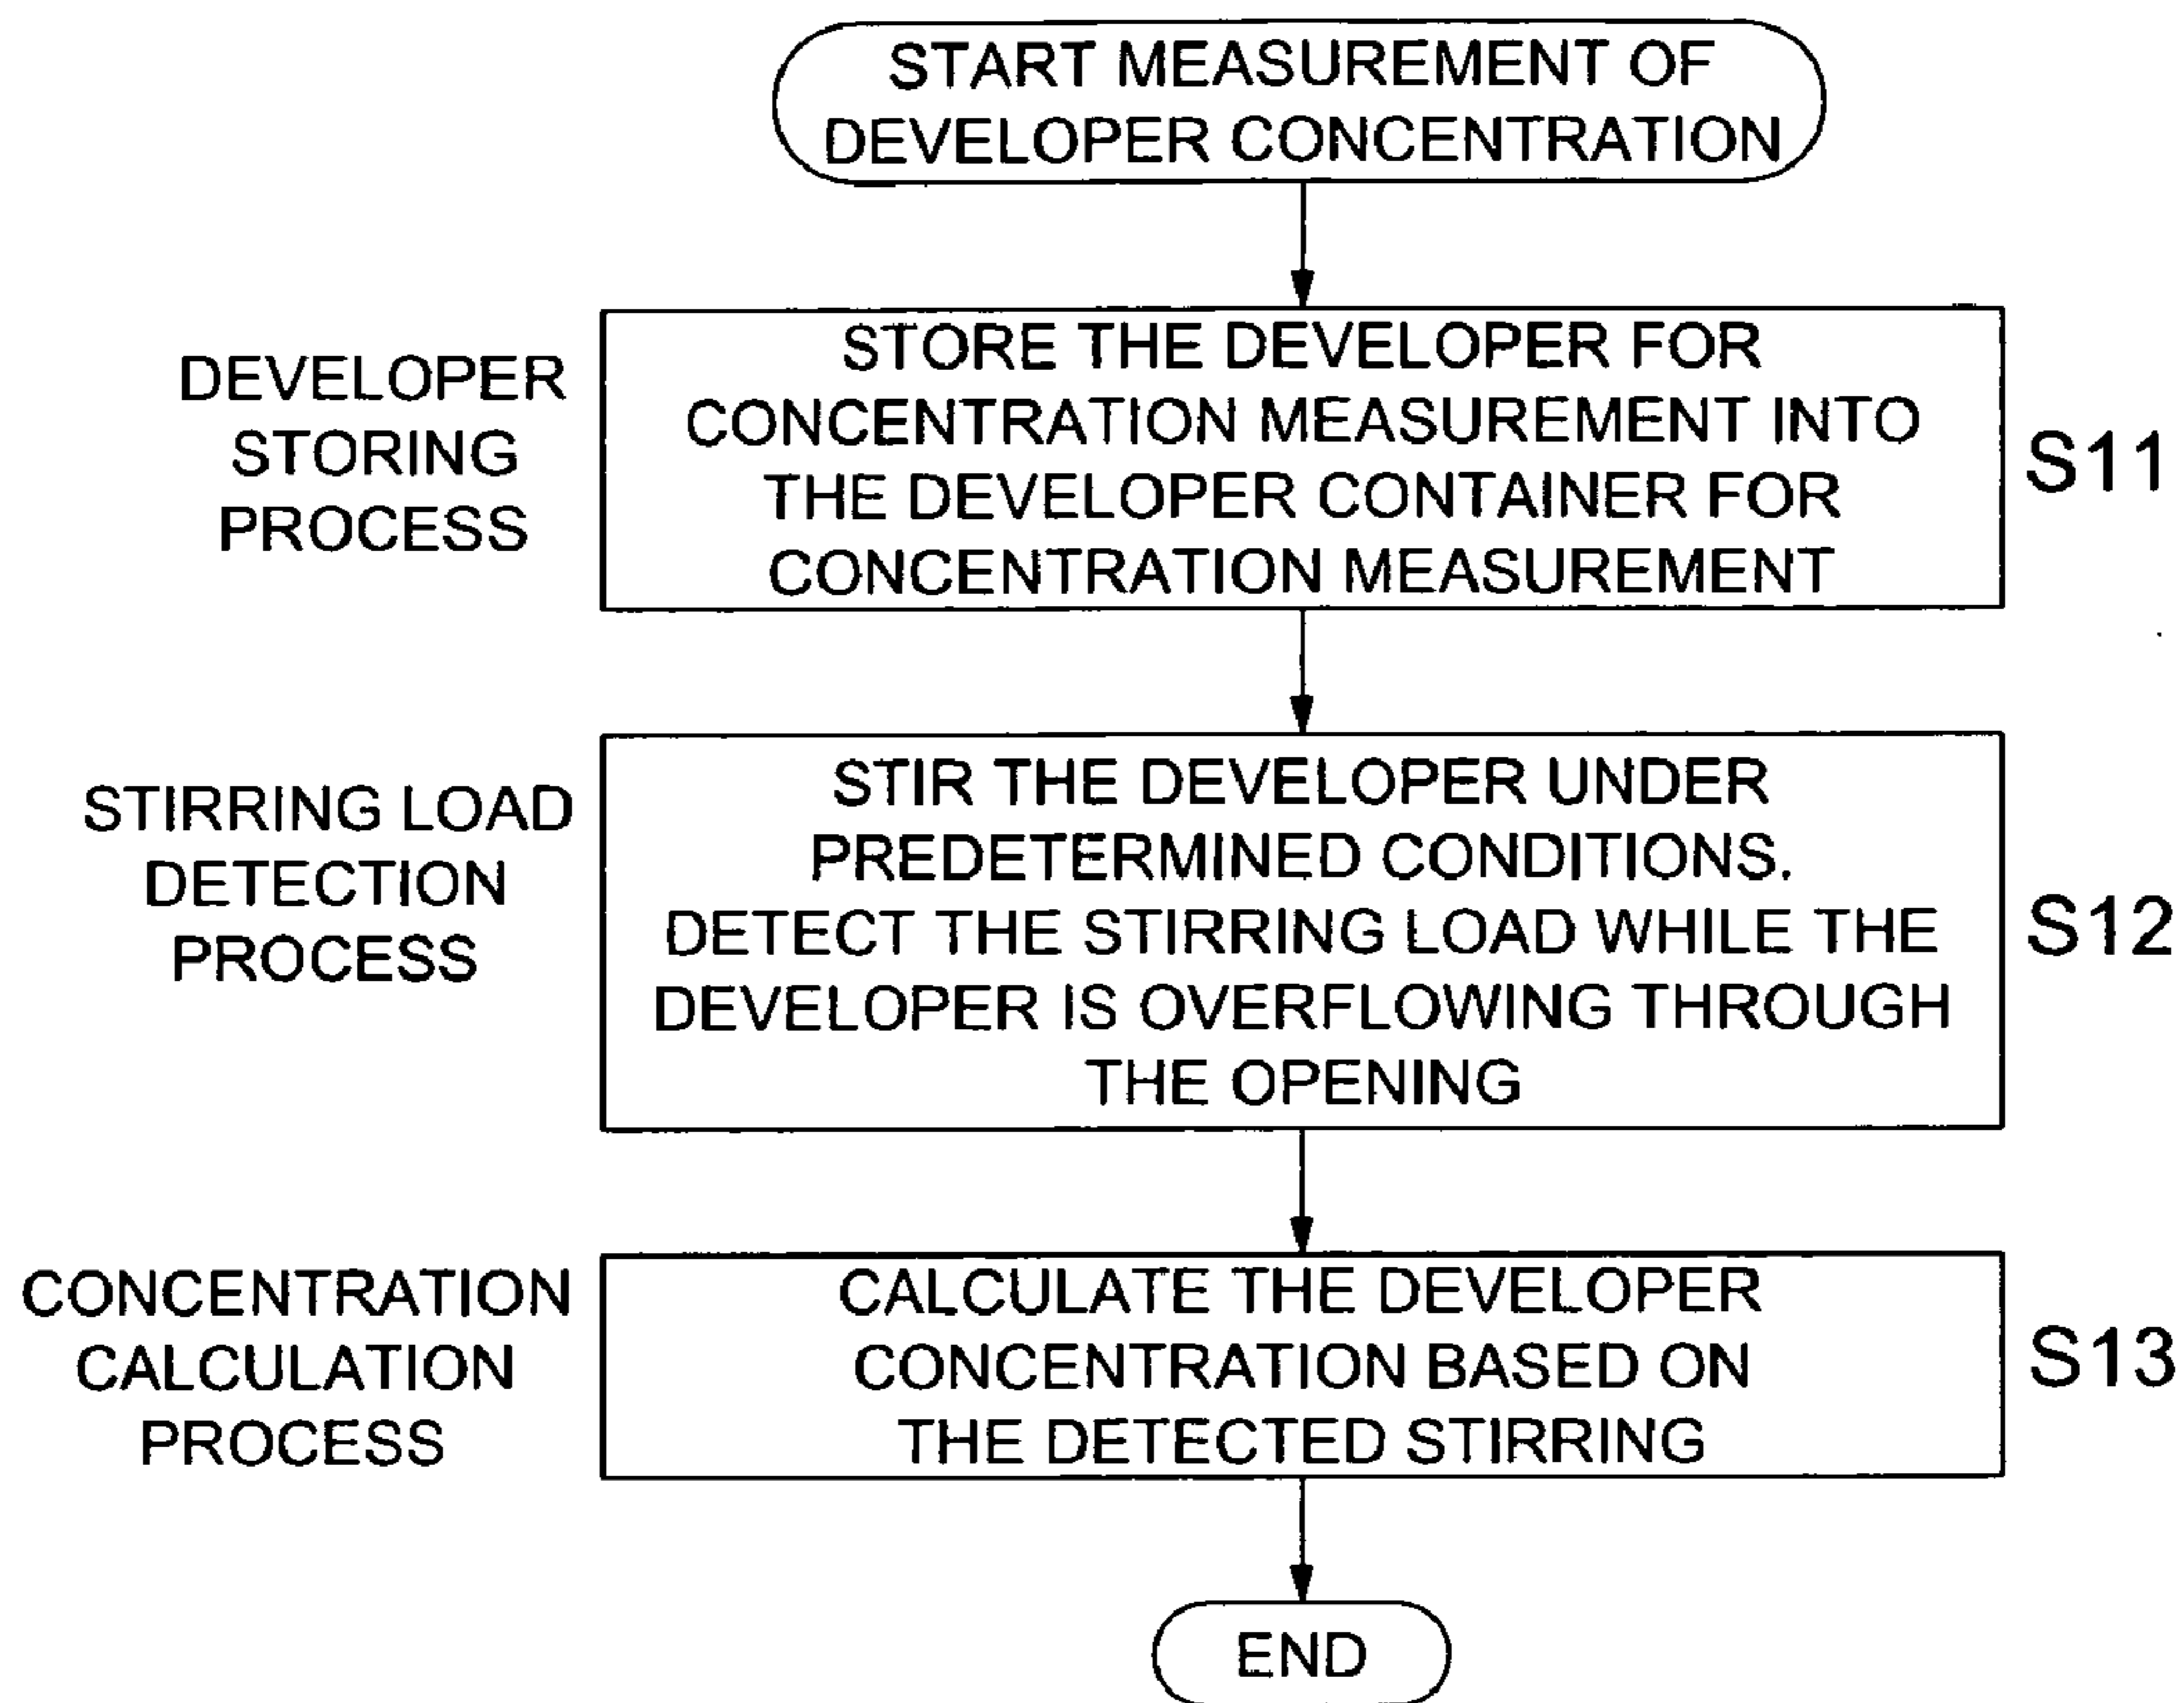 START MEASUREMENT OF
DEVELOPER CONCENTRATION
DEVELOPER
STORING
PROCESS
STORE THE DEVELOPER FOR
CONCENTRATION MEASUREMENT INTO
THE DEVELOPER CONTAINER FOR
CONCENTRATION MEASUREMENT
S11
STIRRING LOAD
DETECTION
PROCESS
STIR THE DEVELOPER UNDER
PREDETERMINED CONDITIONS.
DETECT THE STIRRING LOAD WHILE THE
DEVELOPER IS OVERFLOWING THROUGH
THE OPENING
S12
CONCENTRATION
CALCULATION
PROCESS
CALCULATE THE DEVELOPER
CONCENTRATION BASED ON
THE DETECTED STIRRING
S13
END